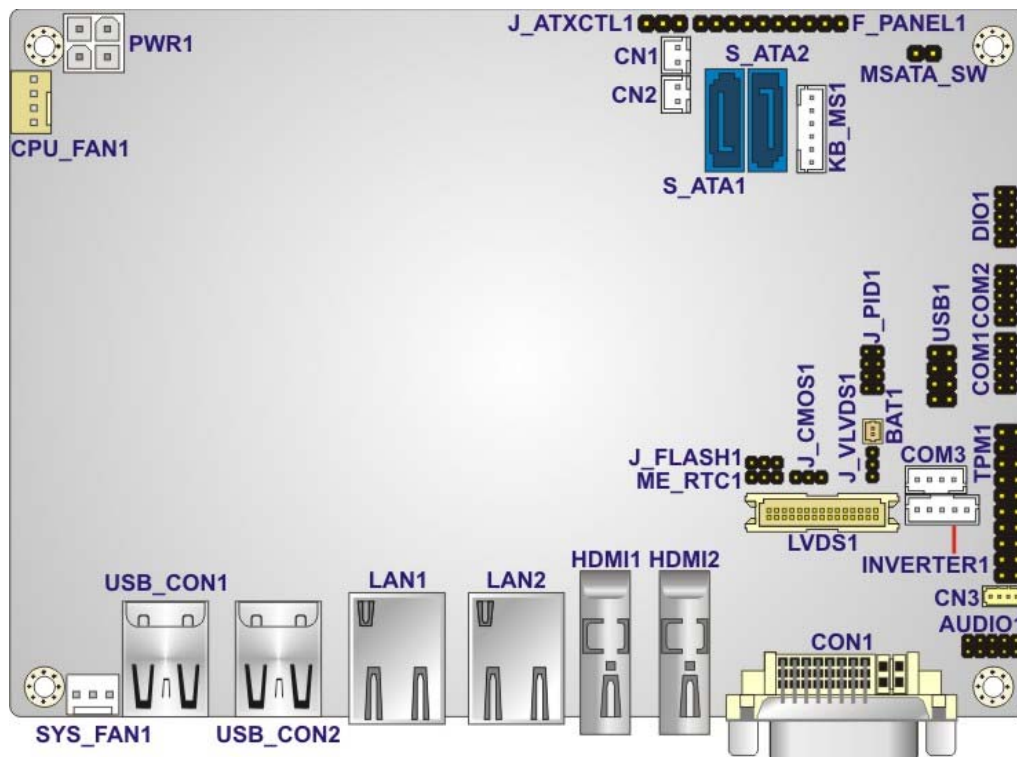 J_ATXCTL1
F_PANEL1
PWR1
CN1
S_ATA2
MSATA_SW
CN2
KB_MS1
CPU_FAN1
S_ATA1
DIO1
COM2
USB1
J_PID1
COM1
J_CMOS1
J_VLVDS1
BAT1
TPM1
COM3
J_FLASH1
ME_RTC1
LVDS1
INVERTER1
HDMI1
HDMI2
USB_CON1
LAN1
LAN2
CN3
AUDIO1
CON1
SYS_FAN1
USB_CON2